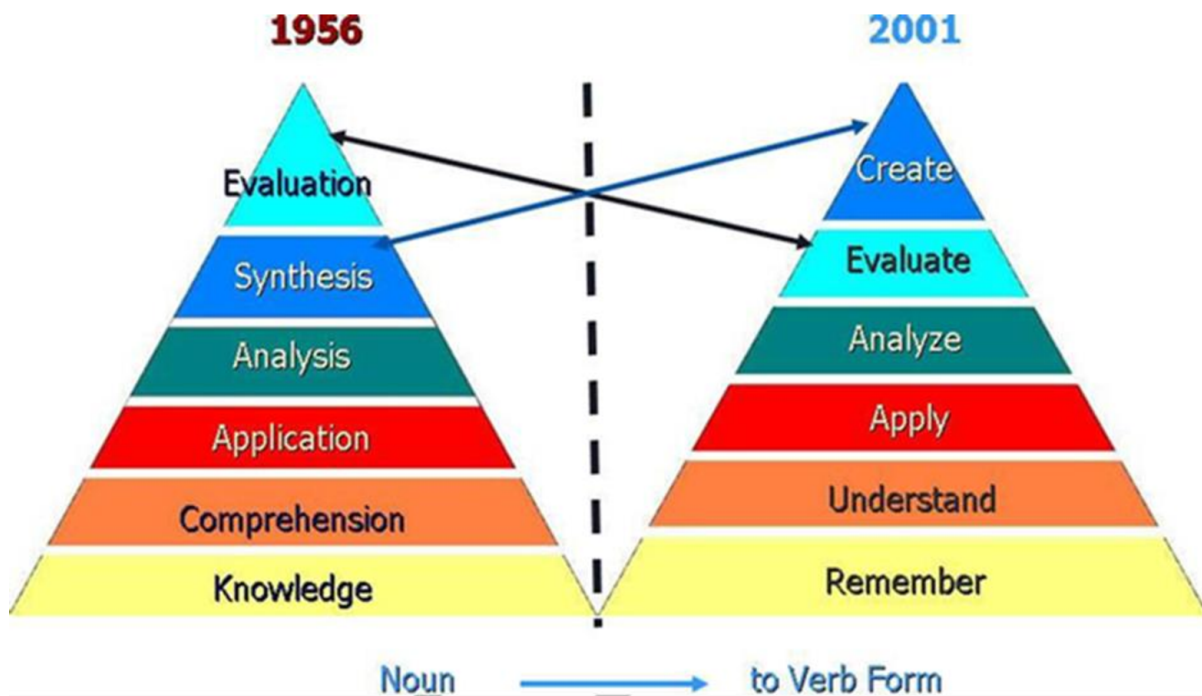 1956
2001
Evaluation
Synthesis
Analysis
Application
Comprehension
Knowledge
Create
Evaluate
Analyze
Apply
Understand
Remember
Noun to Verb Form